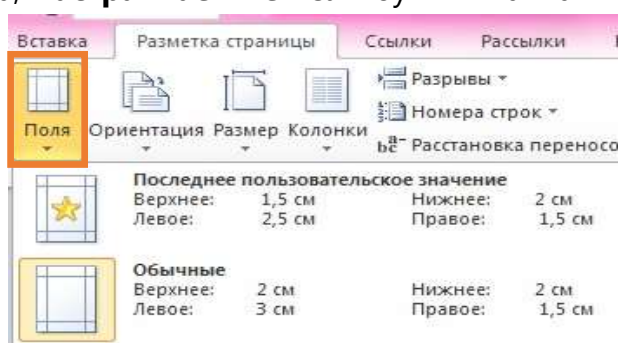 Вставка Разметка страницы Ссылки Рассылки
Поля Ориентация Размер Колонки
Разрывы
Номера строк
Расстановка переносо
Последнее пользовательское значение
Верхнее: 1,5 см Нижнее: 2 см
Левое: 2,5 см Правое: 1,5 см
Обычные
Верхнее: 2 см Нижнее: 2 см
Левое: 3 см Правое: 1,5 см